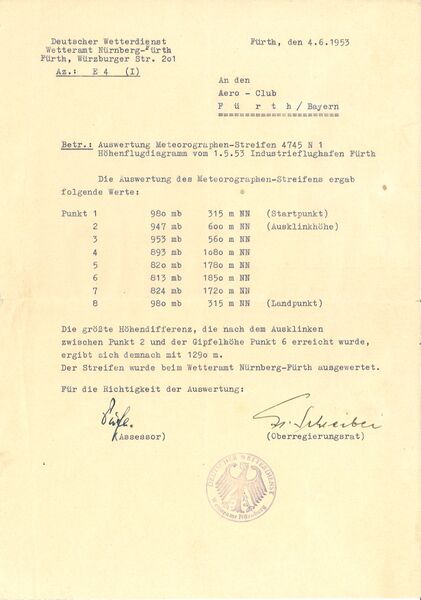 Deutscher Wetterdienst
Wetteramt Nürnberg-Fürth
Fürth, Würzburger Str. 2o1
Az.: E 4 (I)
Fürth, den 4.6.1953
An den
Aero - Club
F ü r t h / Bayern
Betr.: Auswertung Meteorographen-Streifen 4745 N 1
Höhenflugdiagramm vom 1.5.53 Industrieflughafen Fürth
Die Auswertung des Meteorographen-Streifens ergab
folgende Werte:
Punkt 1 98o mb 315 m NN (Startpunkt)
2 947 mb 6oo m NN (Ausklinkhöhe)
3 953 mb 56o m NN
4 893 mb 1o8o m NN
5 82o mb 178o m NN
6 813 mb 185o m NN
7 824 mb 172o m NN
8 98o mb 315 m NN (Landpunkt)
Die größte Höhendifferenz, die nach dem Ausklinken
zwischen Punkt 2 und der Gipfelhöhe Punkt 6 erreicht wurde,
ergibt sich demnach mit 129o m.
Der Streifen wurde beim Wetteramt Nürnberg-Fürth ausgewertet.
Für die Richtigkeit der Auswertung:
Schreiber
(Assessor) (Oberregierungsrat)
DEUTSCHER WETTERDIENST
Wetteramt Nürnberg